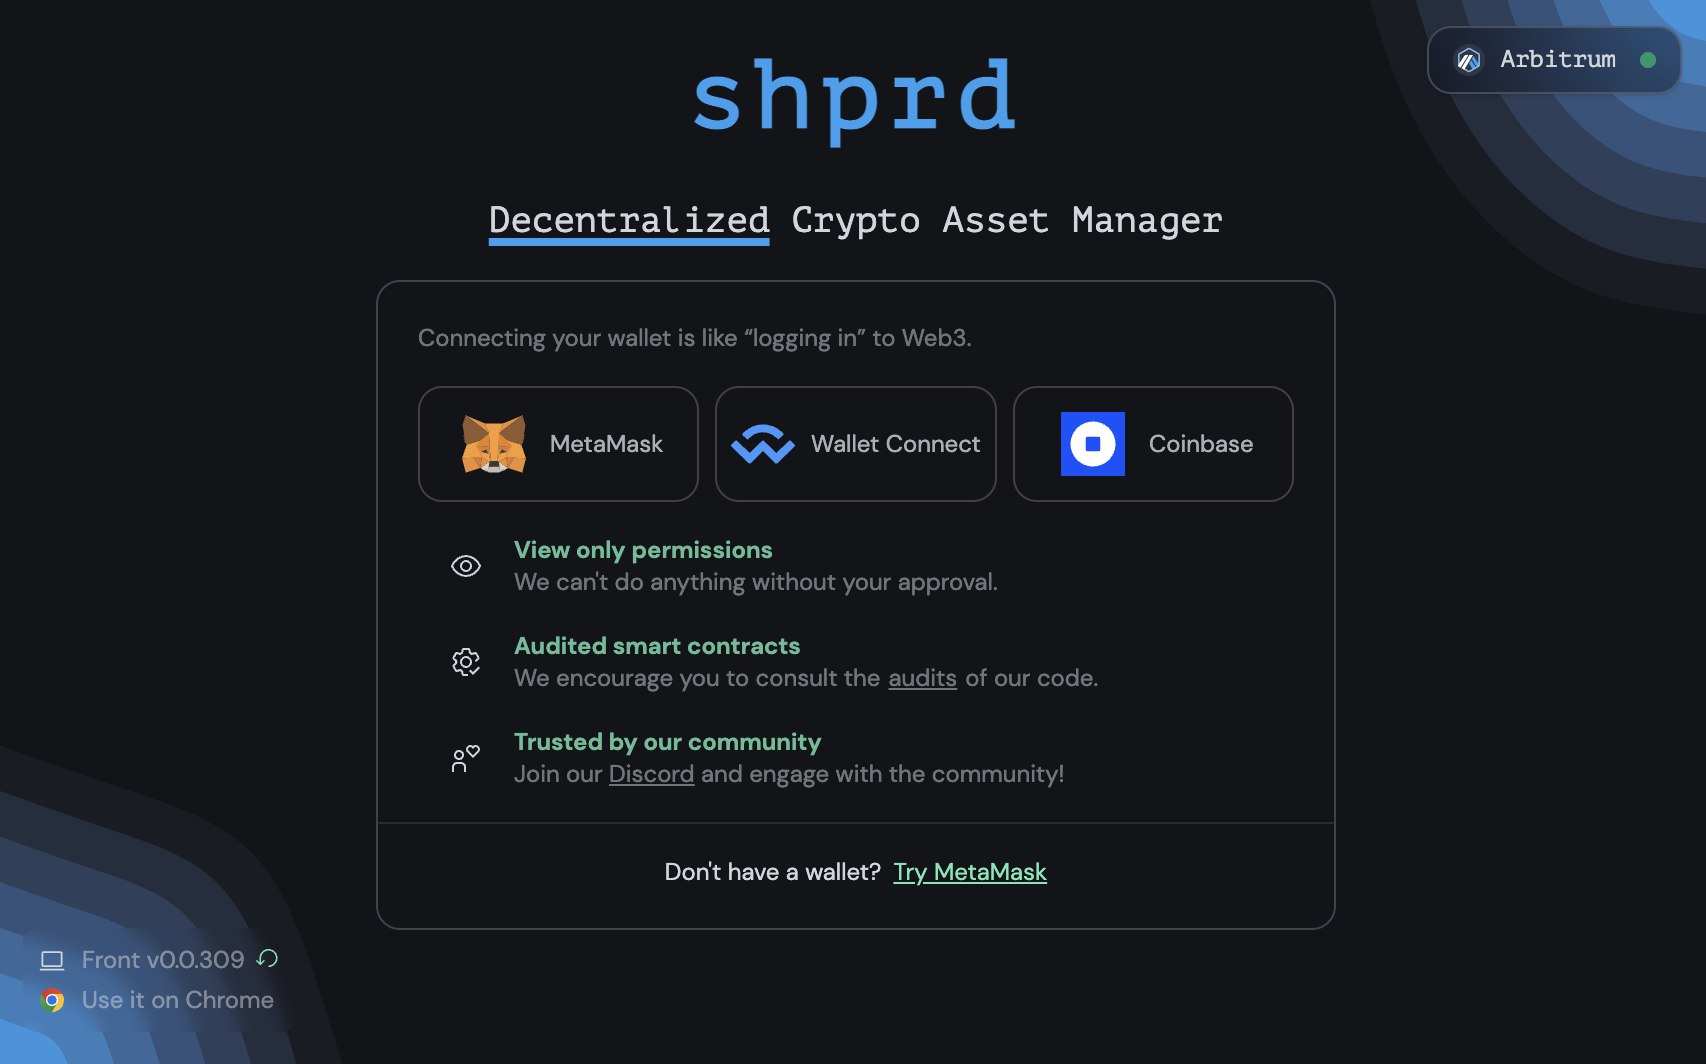 shprd
Arbitrum
Decentralized Crypto Asset Manager
Connecting your wallet is like “logging in” to Web3.
MetaMask
Wallet Connect
Coinbase
View only permissions
We can't do anything without your approval.
Audited smart contracts
We encourage you to consult the audits of our code.
Trusted by our community
Join our Discord and engage with the community!
Don't have a wallet? Try MetaMask
Front v0.0.309
Use it on Chrome